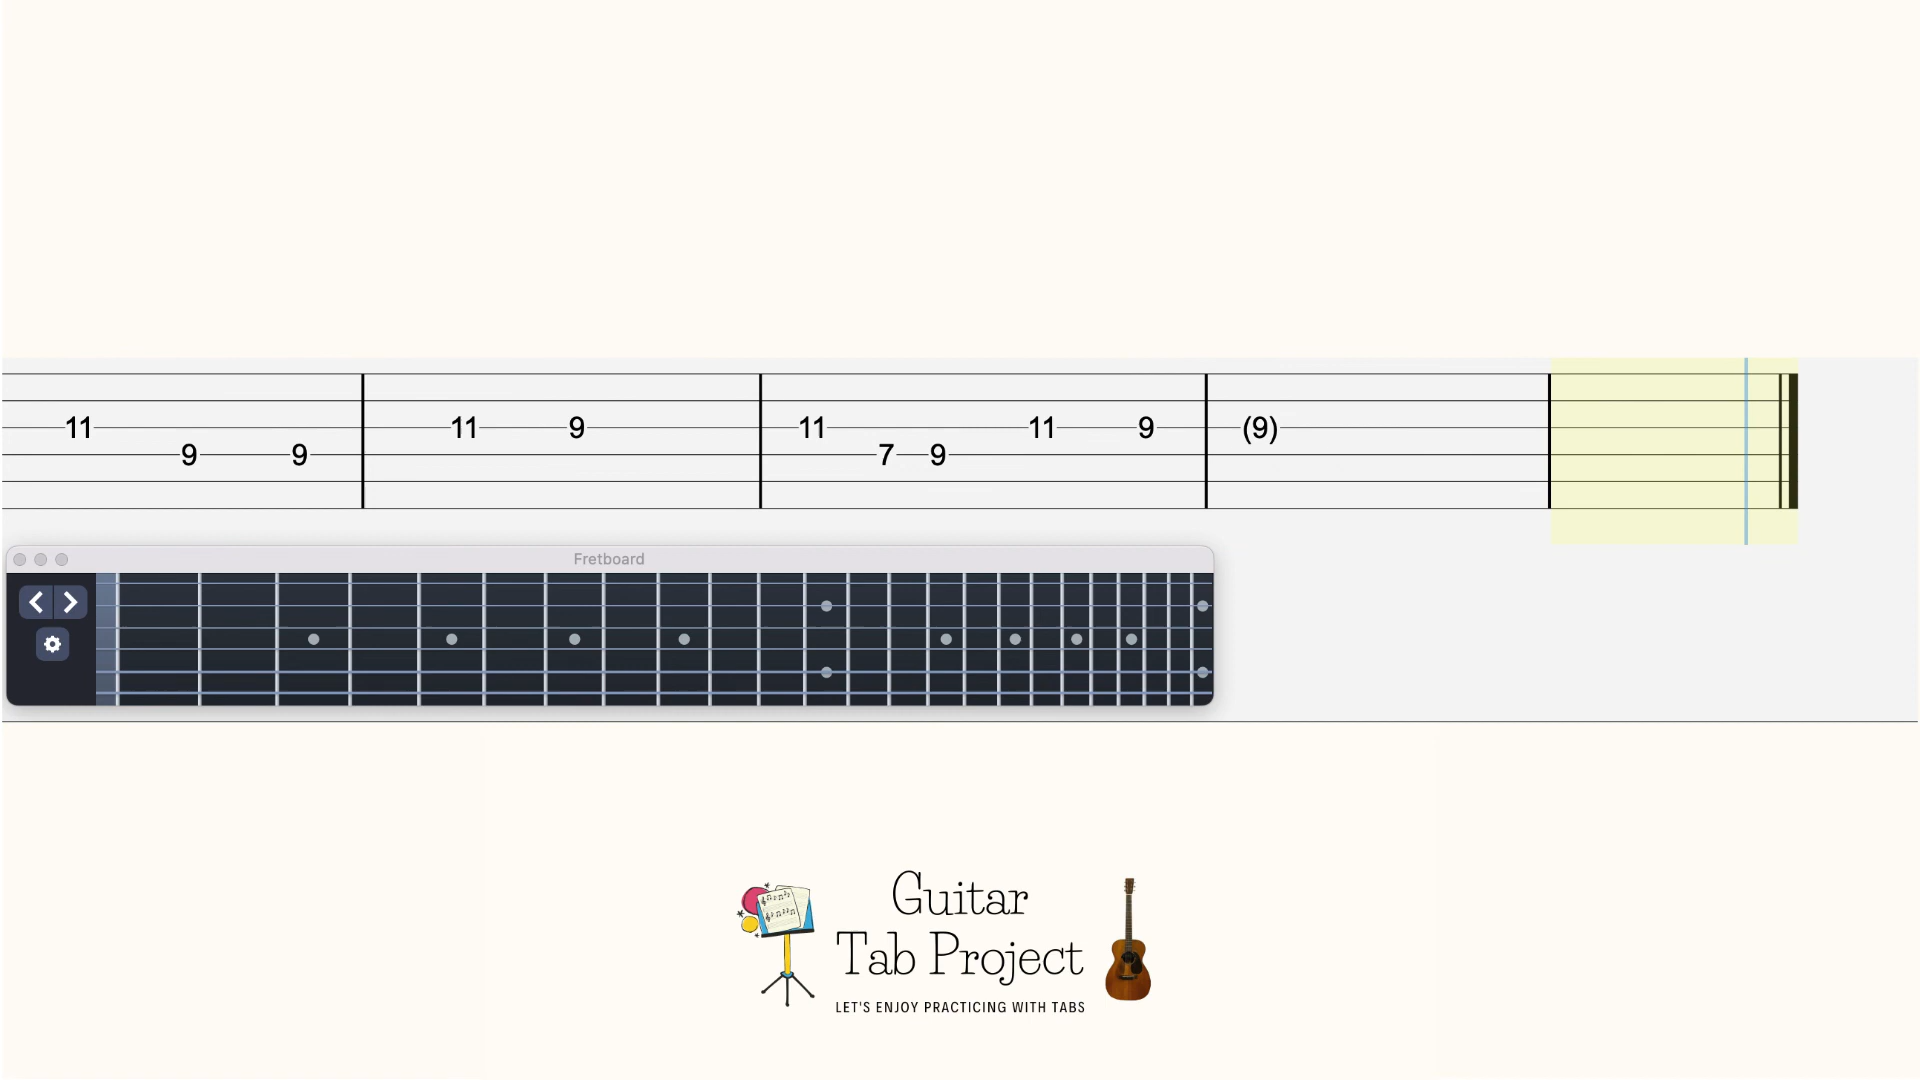 11 9 11 7 9 11 9 (9)
9 9
Fretboard
Guitar
Tab Project
LET'S ENJOY PRACTICING WITH TABS